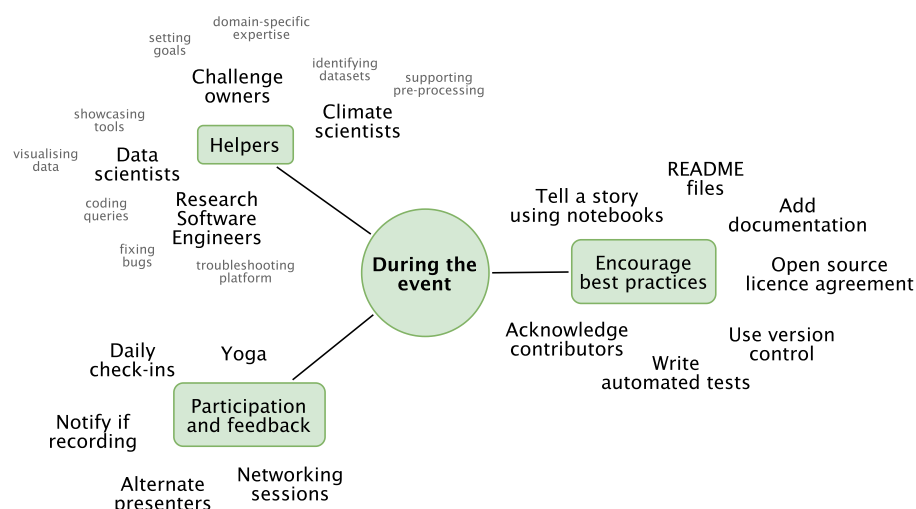 domain-specific
expertise
setting
goals
Challenge
owners
identifying
datasets
supporting
pre-processing
Climate
scientists
showcasing
tools
Helpers
visualising
data
Data
scientists
coding
queries
Research
Software
Engineers
fixing
bugs
troubleshooting
platform
During the
event
README
files
Tell a story
using notebooks
Add
documentation
Encourage
best practices
Open source
licence agreement
Acknowledge
contributors
Use version
control
Write
automated tests
Daily
check-ins
Yoga
Participation
and feedback
Notify if
recording
Networking
sessions
Alternate
presenters